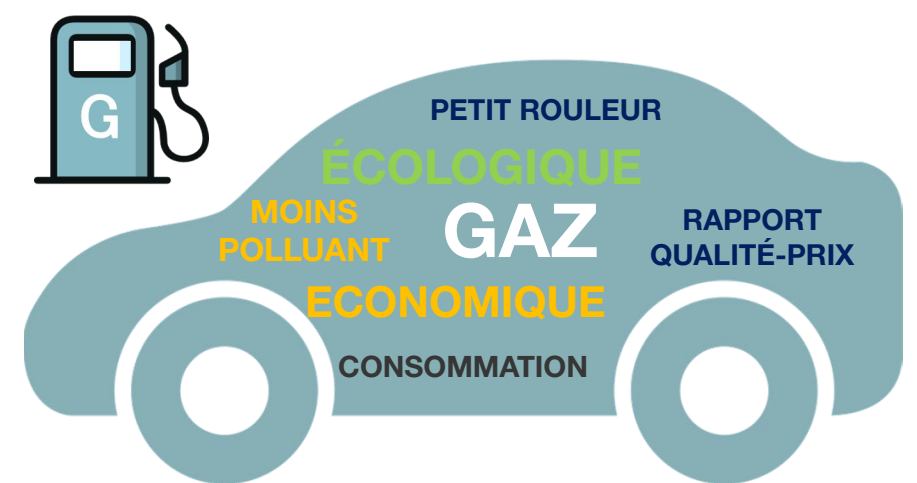 G
PETIT ROULEUR
ÉCOLOGIQUE
MOINS
POLLUANT
GAZ
RAPPORT
QUALITÉ-PRIX
ECONOMIQUE
CONSOMMATION